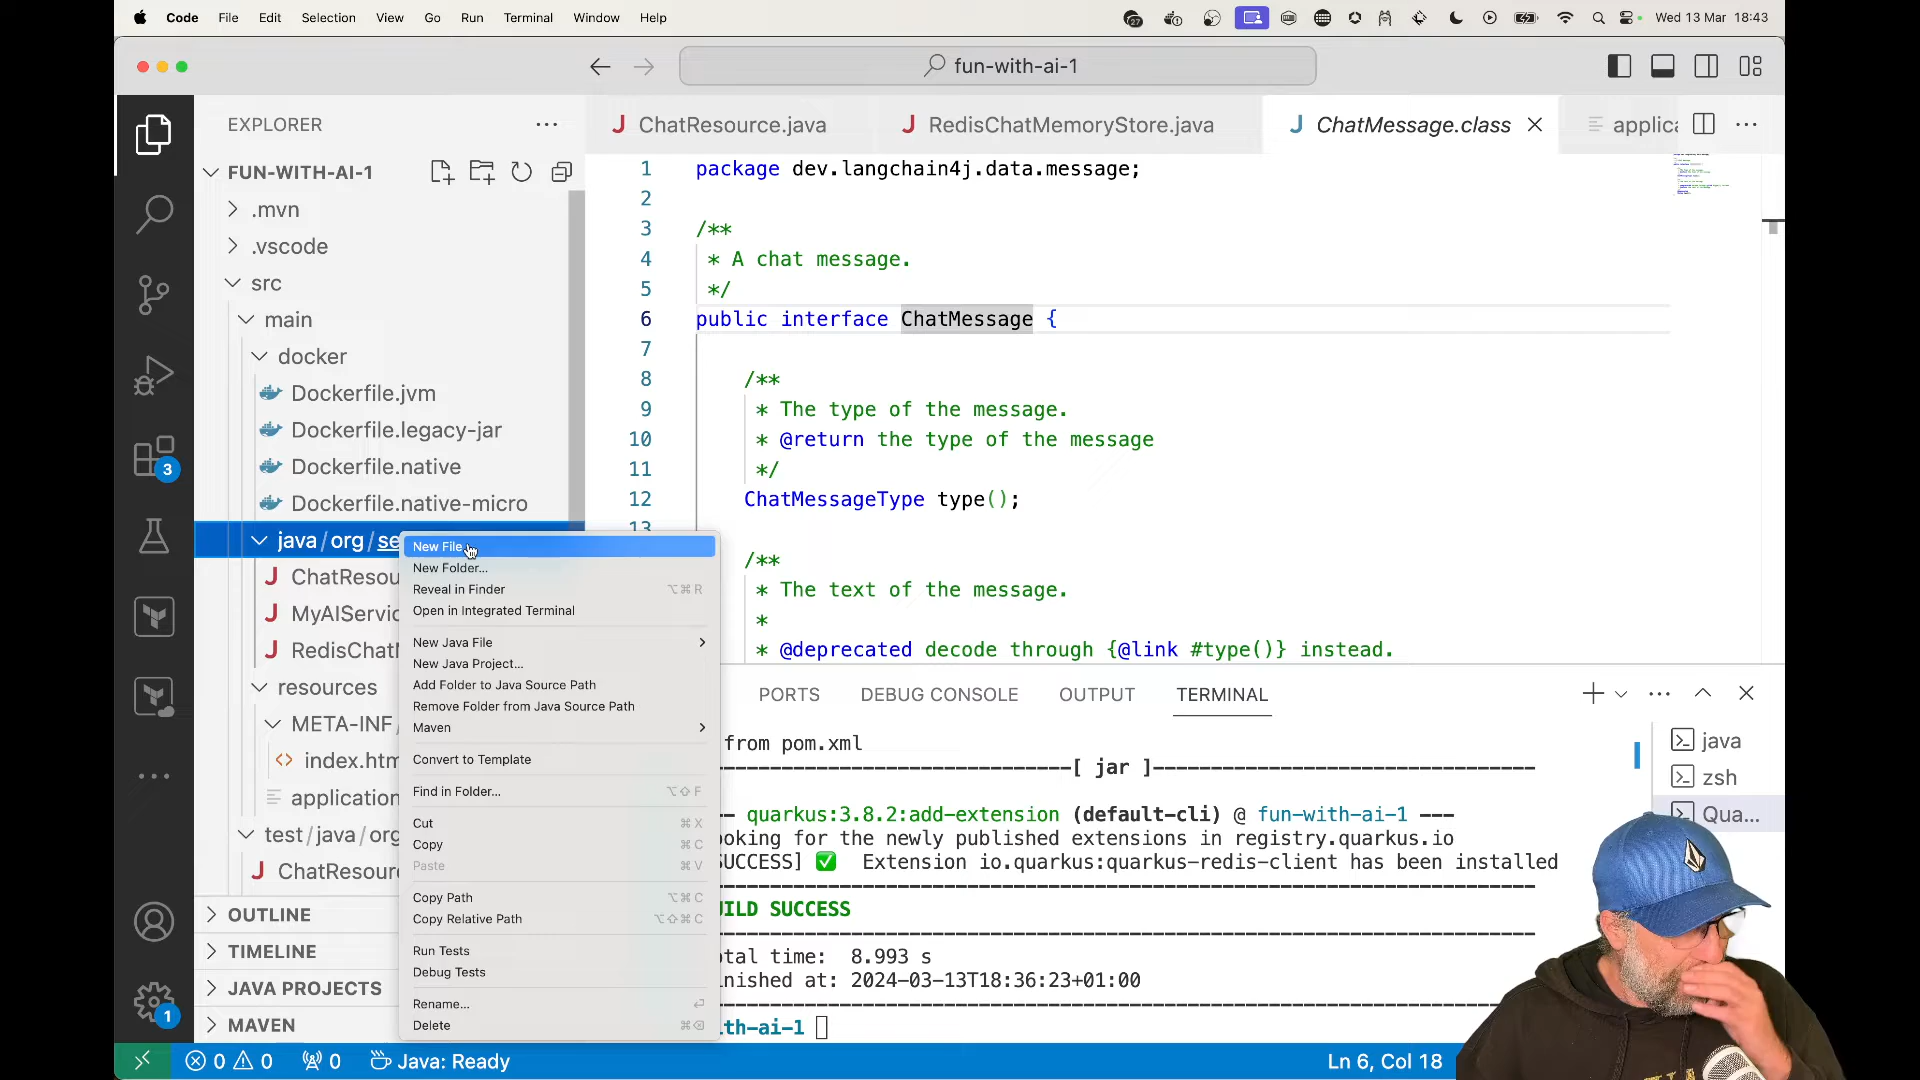 Code File Edit Selection View Go Run Terminal Window Help
27
Wed 13 Mar 18:43
fun-with-ai-1
EXPLORER
FUN-WITH-AI-1
.mvn
.vscode
src
main
docker
Dockerfile.jvm
Dockerfile.legacy-jar
Dockerfile.native
Dockerfile.native-micro
java/org/se
ChatResou
MyAIServic
RedisChatM
resources
META-INF/
index.htm
application
test/java/org
ChatResour
OUTLINE
TIMELINE
JAVA PROJECTS
MAVEN
3
1
New File...
New Folder...
Reveal in Finder ⌥⌘R
Open in Integrated Terminal
New Java File
New Java Project...
Add Folder to Java Source Path
Remove Folder from Java Source Path
Maven
Convert to Template
Find in Folder... ⌥⇧F
Cut ⌘X
Copy ⌘C
Paste ⌘V
Copy Path ⌥⌘C
Copy Relative Path ⌥⇧⌘C
Run Tests
Debug Tests
Rename... ⏎
Delete ⌘⌫
ChatResource.java RedisChatMemoryStore.java ChatMessage.class applica
1 package dev.langchain4j.data.message;
2
3 /**
4 * A chat message.
5 */
6 public interface ChatMessage {
7
8 /**
9 * The type of the message.
10 * @return the type of the message
11 */
12 ChatMessageType type();
13
/**
* The text of the message.
*
* @deprecated decode through {@link #type()} instead.
PORTS DEBUG CONSOLE OUTPUT TERMINAL
from pom.xml
--------------------------------[ jar ]---------------------------------
-- quarkus:3.8.2:add-extension (default-cli) @ fun-with-ai-1 ---
oking for the newly published extensions in registry.quarkus.io
UCCESS] ✅ Extension io.quarkus:quarkus-redis-client has been installed
UILD SUCCESS
otal time: 8.993 s
nished at: 2024-03-13T18:36:23+01:00
th-ai-1
java
zsh
Qua...
0 0 0 Java: Ready
Ln 6, Col 18